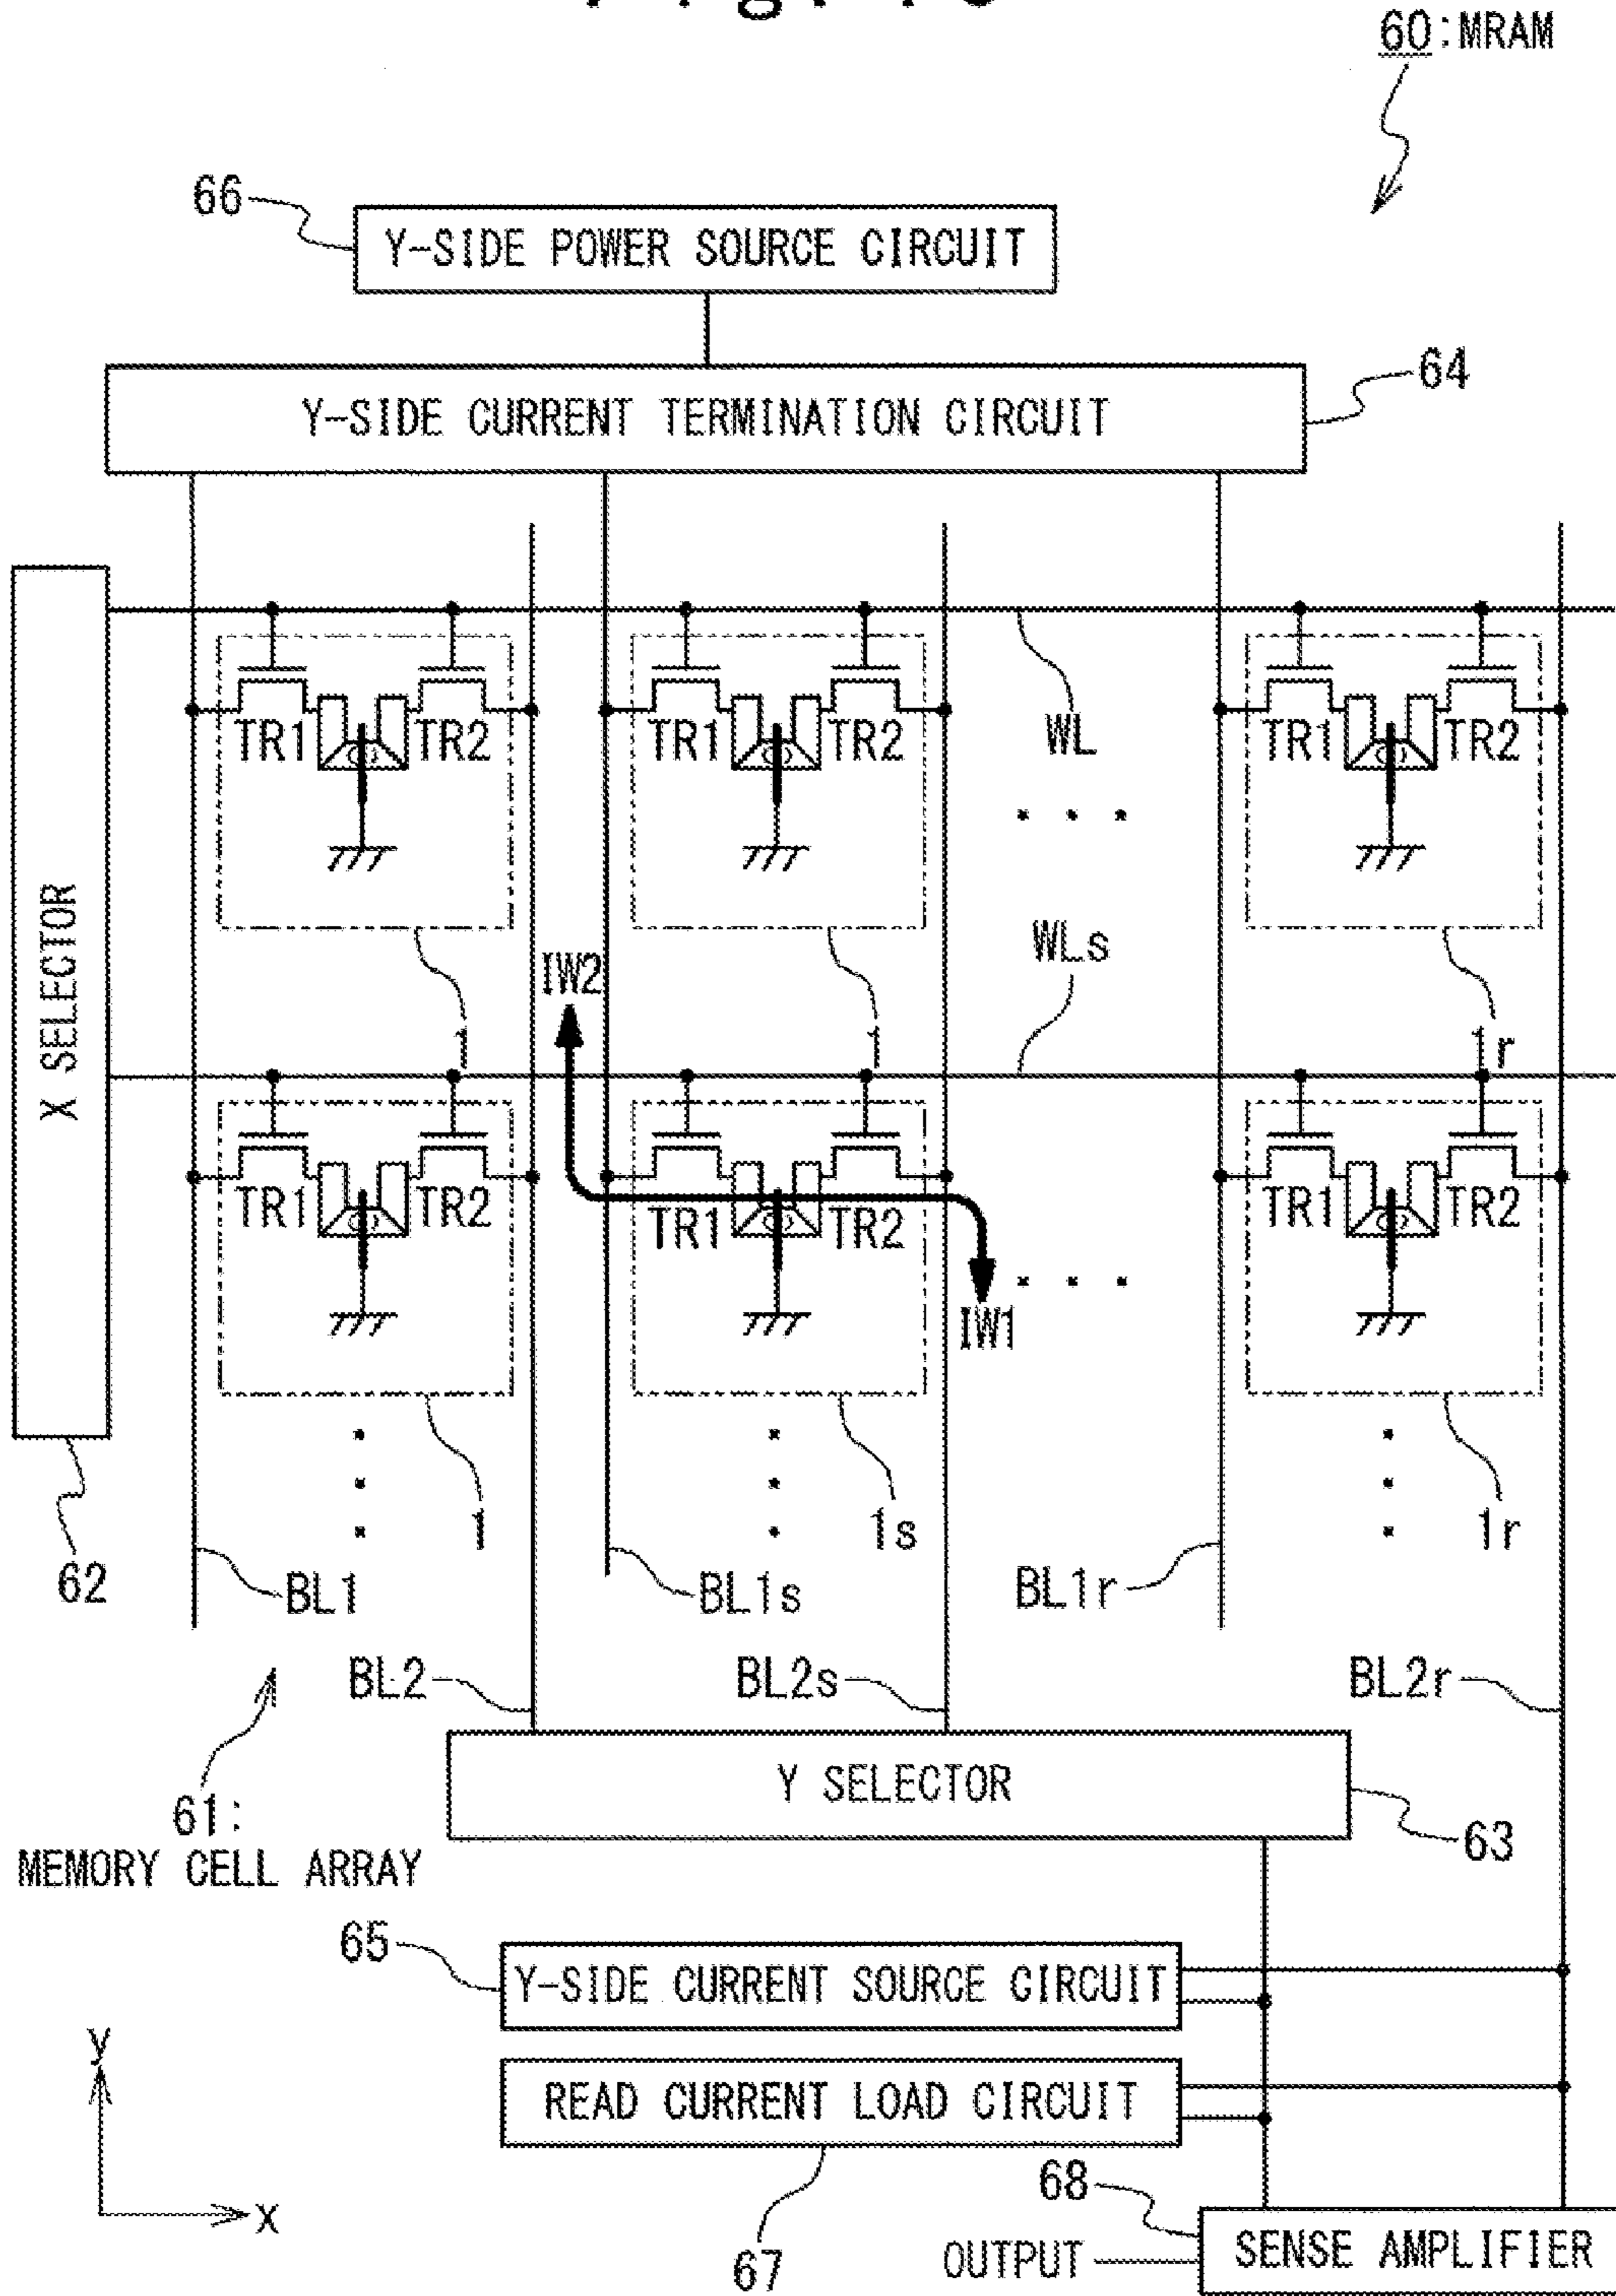 60:MRAM
66
Y-SIDE POWER SOURCE CIRCUIT
64
Y-SIDE CURRENT TERMINATION CIRCUIT
TR1 TR2 TR1 TR2 WL TR1 TR2
X SELECTOR
WLs
IW2
1 1 1r
TR1 TR2 TR1 TR2 TR1 TR2
IW1
1 1s 1r
62 BL1 BL1s BL1r
BL2 BL2s BL2r
Y SELECTOR
61:
MEMORY CELL ARRAY
63
65
Y-SIDE CURRENT SOURCE GIRCUIT
y
READ CURRENT LOAD CIRCUIT
x
68
67
OUTPUT
SENSE AMPLIFIER